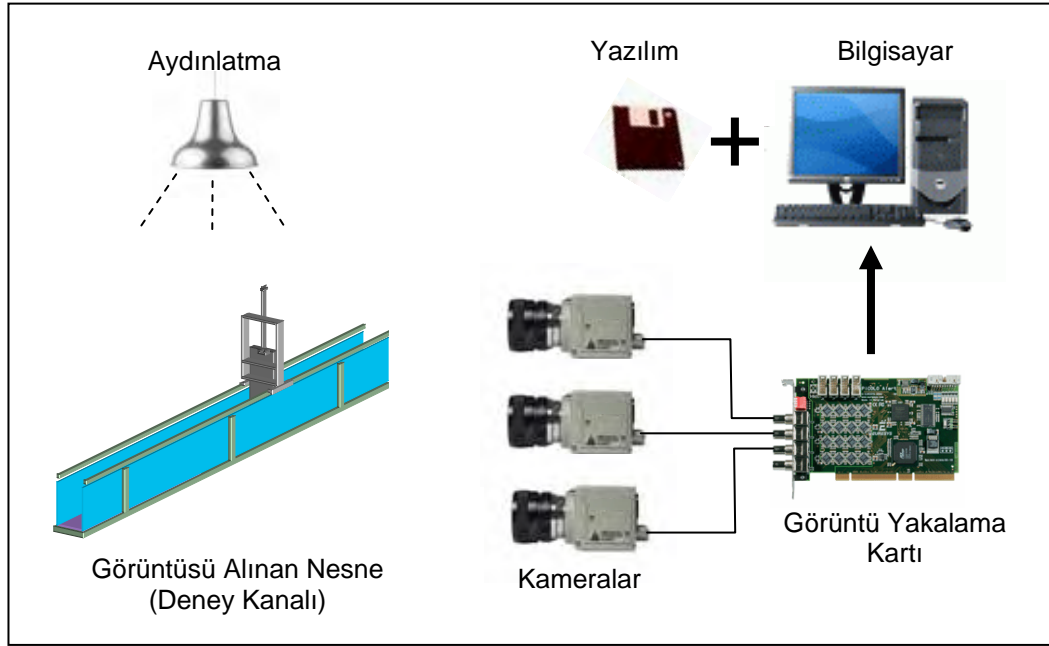 Aydınlatma
Yazılım
Bilgisayar
Görüntüsü Alınan Nesne
(Deney Kanalı)
Kameralar
Görüntü Yakalama
Kartı